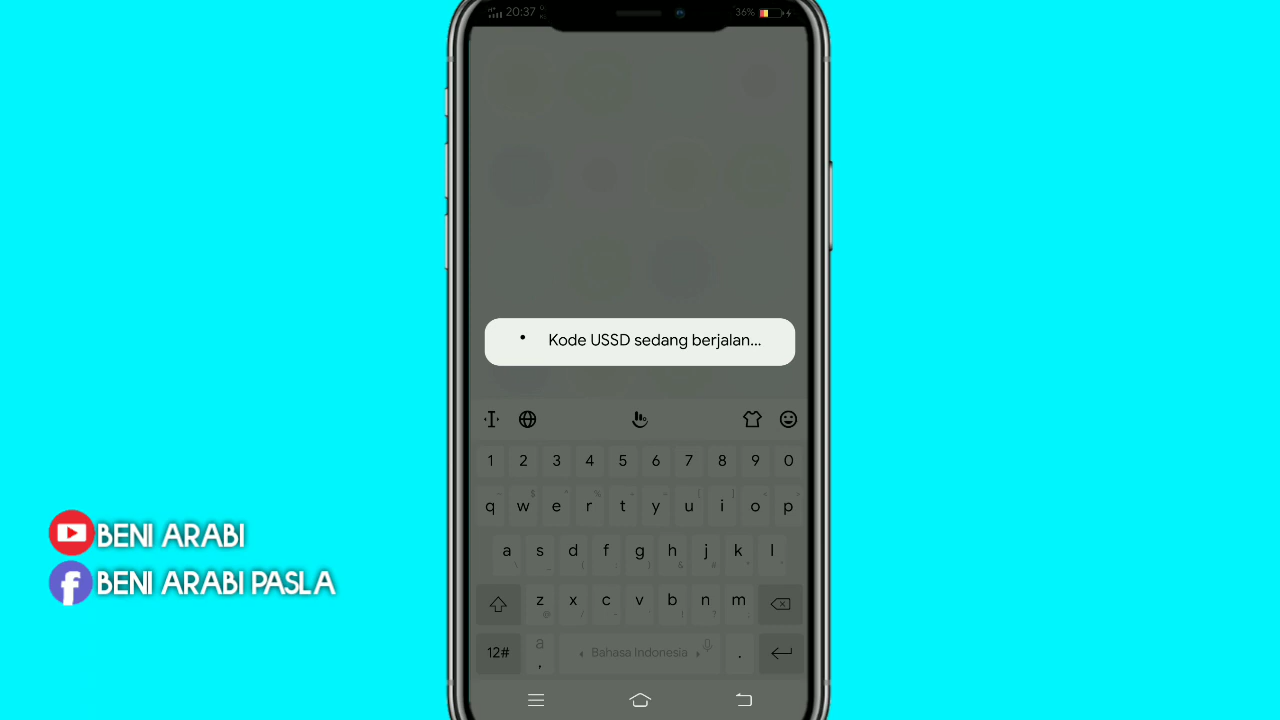 20:37
36%
Kode USSD sedang berjalan...
1 2 3 4 5 6 7 8 9 0
q w e r t y u i o p
a s d f g h j k l
z x c v b n m
12# a , Bahasa Indonesia .
BENI ARABI
BENI ARABI PASLA